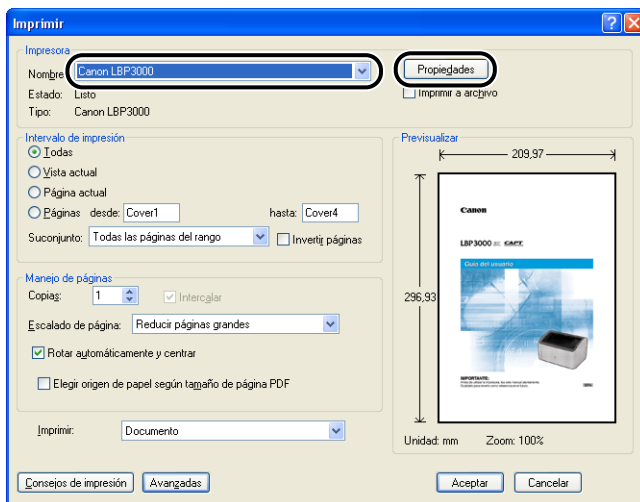 Imprimir
Impresora
Nombre: Canon LBP3000
Propiedades
Estado: Listo
Imprimir a archivo
Tipo: Canon LBP3000
Intervalo de impresión
Todas
Vista actual
Página actual
Páginas desde: Cover1 hasta: Cover4
Suconjunto: Todas las páginas del rango
Invertir páginas
Manejo de páginas
Copias: 1
Intercalar
Escalado de página: Reducir páginas grandes
Rotar automáticamente y centrar
Elegir origen de papel según tamaño de página PDF
Imprimir: Documento
Previsualizar
209,97
296,93
Canon
LBP3000 CAPT
Guía del usuario
IMPORTANTE:
Unidad: mm Zoom: 100%
Consejos de impresión
Avanzadas
Aceptar
Cancelar